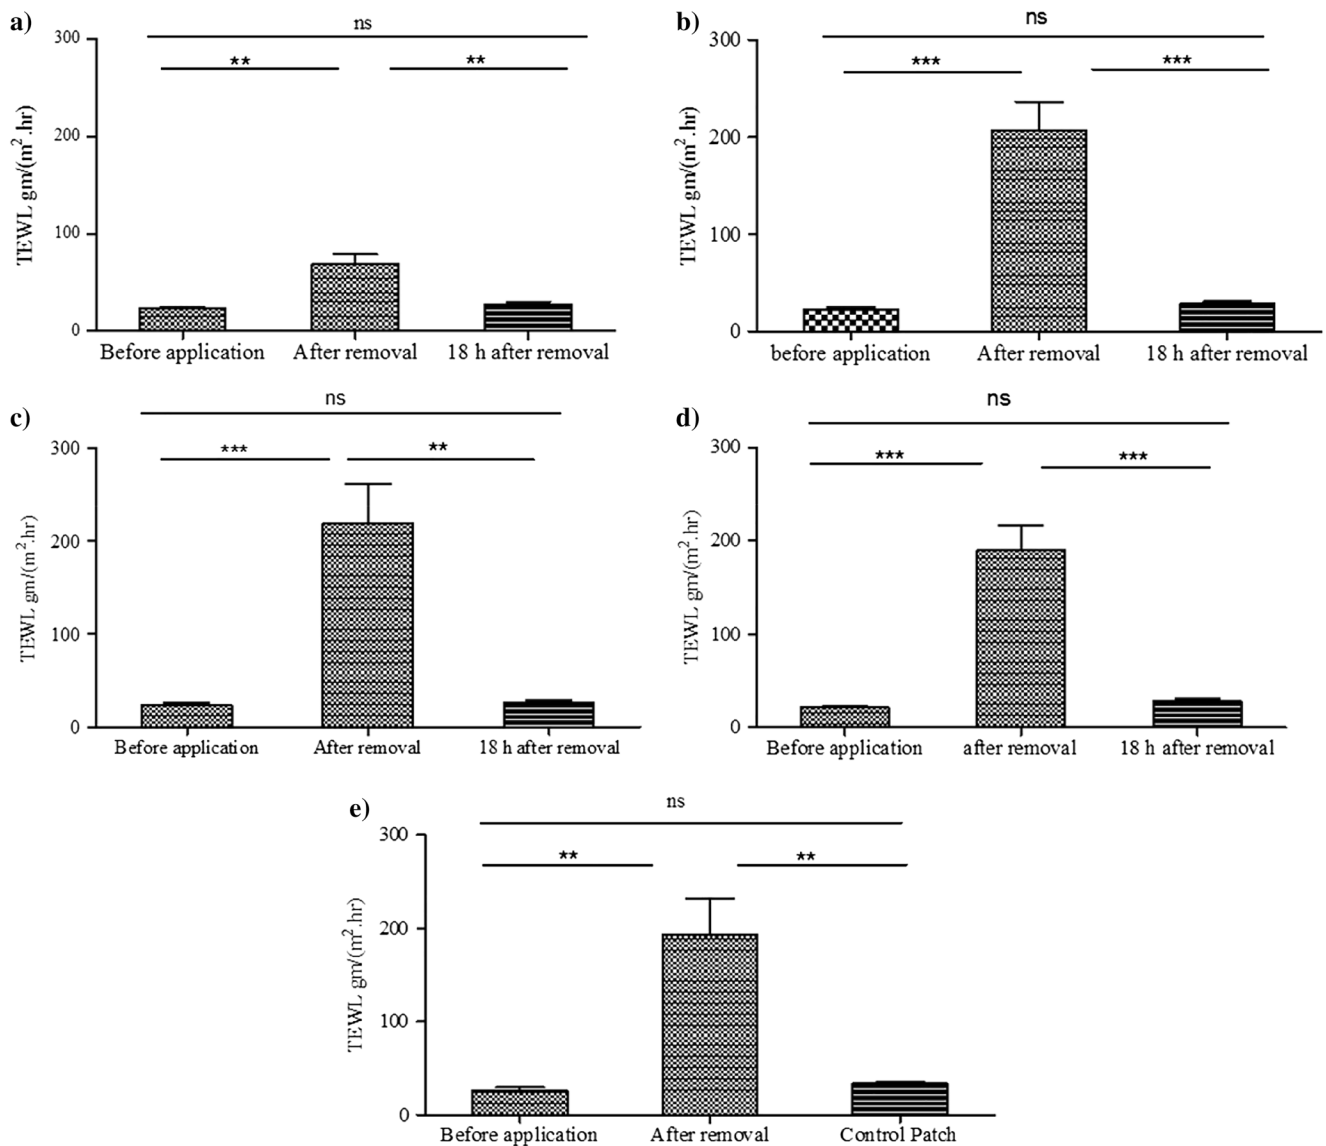 a)
ns
300
**
**
200
100
0
TEWL gm/(m².hr)
Before application
After removal
18 h after removal
b)
ns
300
***
***
200
100
0
TEWL gm/(m².hr)
before application
After removal
18 h after removal
c)
ns
300
***
**
200
100
0
TEWL gm/(m².hr)
Before application
After removal
18 h after removal
d)
ns
300
***
***
200
100
0
TEWL gm/(m².hr)
Before application
after removal
18 h after removal
e)
ns
300
**
**
200
100
0
TEWL gm/(m².hr)
Before application
After removal
Control Patch